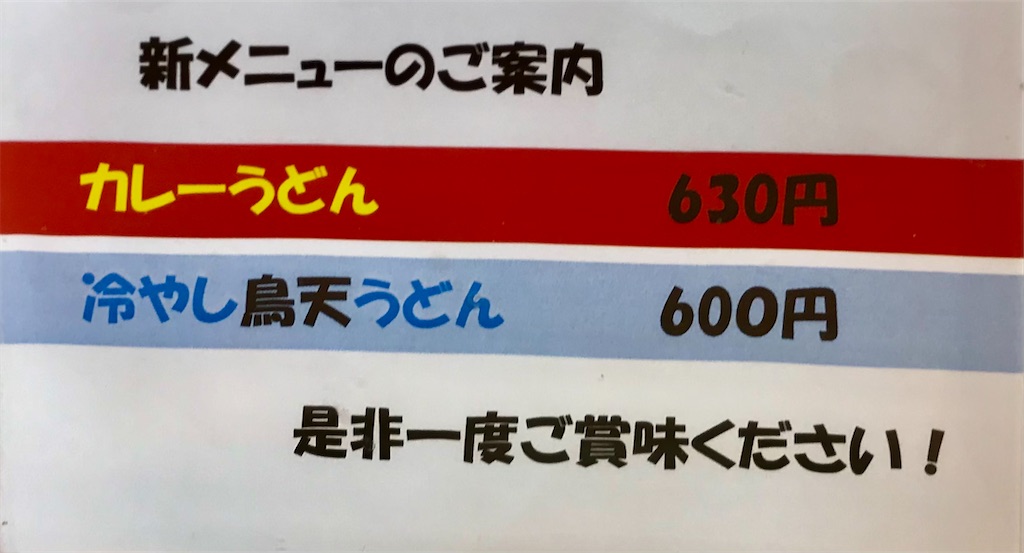 新メニューのご案内
カレーうどん 630円
冷やし鳥天うどん 600円
是非一度ご賞味ください！